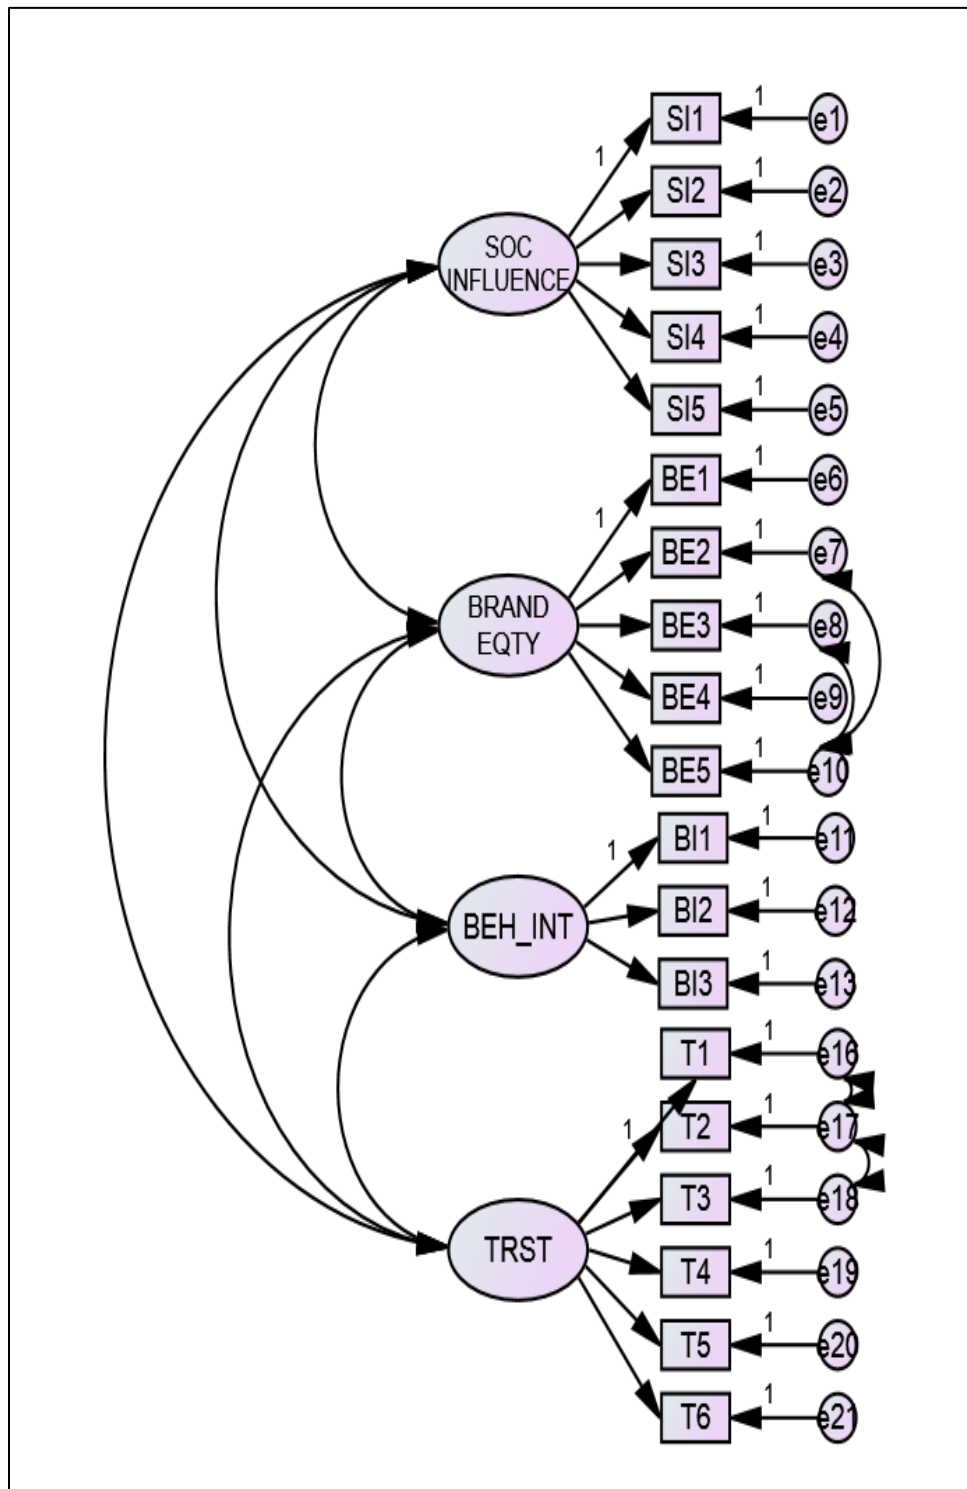 SI1
1
e1
1
SI2
1
e2
SOC
INFLUENCE
SI3
1
e3
SI4
1
e4
SI5
1
e5
BE1
1
e6
1
BE2
1
e7
BRAND
EQTY
BE3
1
e8
BE4
1
e9
BE5
1
e10
BI1
1
e11
1
BI2
1
e12
BEH_INT
BI3
1
e13
T1
1
e16
1
T2
1
e17
T3
1
e18
TRST
T4
1
e19
T5
1
e20
T6
1
e21